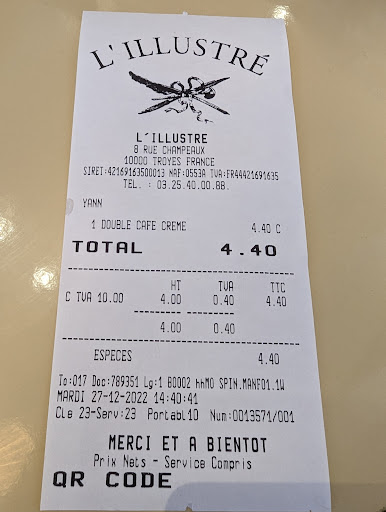 L'ILLUSTRÉ
L'ILLUSTRE
8 RUE CHAMPEAUX
10000 TROYES FRANCE
SIRET:42169163500013 NAF:0553A TVA:FR44421691635
TEL. : 03.25.40.00.88.
YANN
1 DOUBLE CAFE CREME 4.40 C
TOTAL 4.40
HT TVA TTC
C TVA 10.00 4.00 0.40 4.40
4.00 0.40
ESPECES 4.40
Ta:017 Doc:789351 Lg:1 B0002 hhM0 SPIN.MANF01.1W
MARDI 27-12-2022 14:40:41
Cle 23-Serv:23 Portabl10 Num:0013571/001
MERCI ET A BIENTOT
Prix Nets - Service Compris
QR CODE